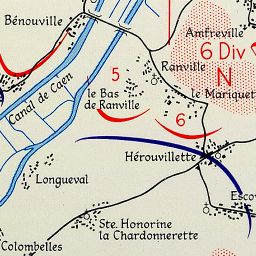 Bénouville
Amfreville
6 Div
N
Ranville
5
le Bas
de Ranville
le Mariquet
Canal de Caen
6
Hérouvillette
Longueval
Escov
Ste. Honorine
la Chardonnerette
Colombelles